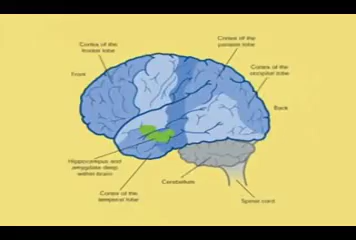 Cortex of the
frontal lobe
Cortex of the
parietal lobe
Cortex of the
occipital lobe
Front
Back
Hippocampus and
amygdala deep
within brain
Cortex of the
temporal lobe
Cerebellum
Spinal cord